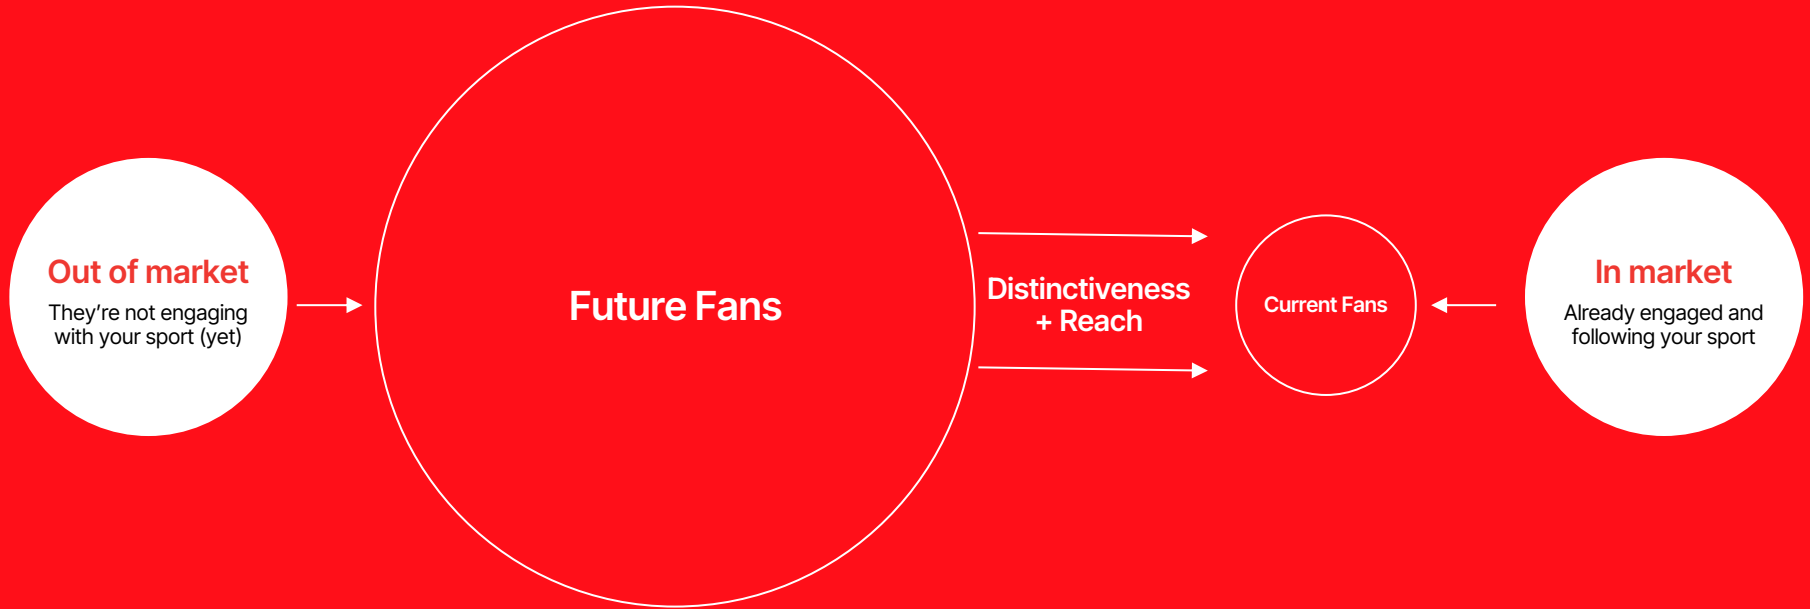 Out of market
They’re not engaging
with your sport (yet)
Future Fans
Distinctiveness
+ Reach
Current Fans
In market
Already engaged and
following your sport